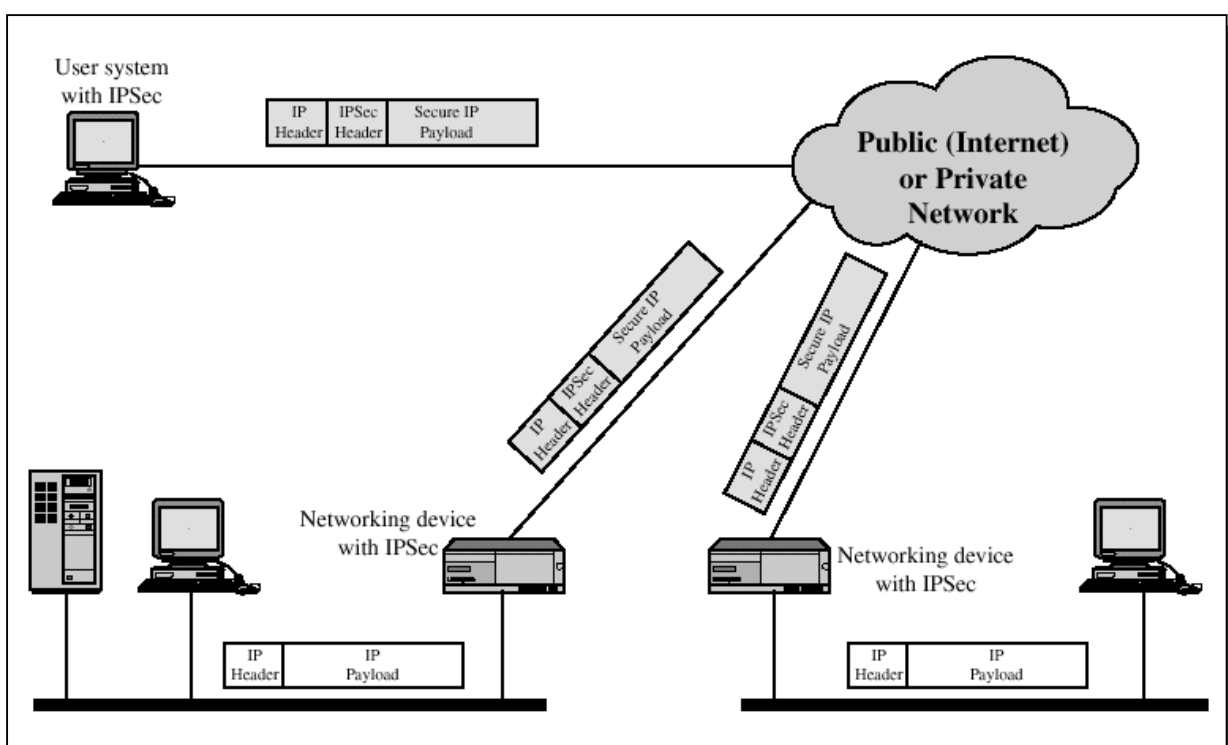 User system
with IPSec
IP
Header
IPSec
Header
Secure IP
Payload
Public (Internet)
or Private
Network
IP
Header
IPSec
Header
Secure IP
Payload
IP
Header
IPSec
Header
Secure IP
Payload
Networking device
with IPSec
Networking device
with IPSec
IP
Header
IP
Payload
IP
Header
IP
Payload